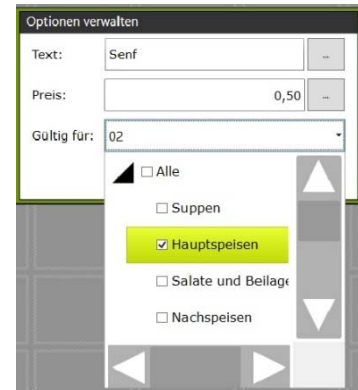 Optionen verwalten
Text: Senf ...
Preis: 0,50 ...
Gültig für: 02
Alle
Suppen
Hauptspeisen
Salate und Beilage
Nachspeisen